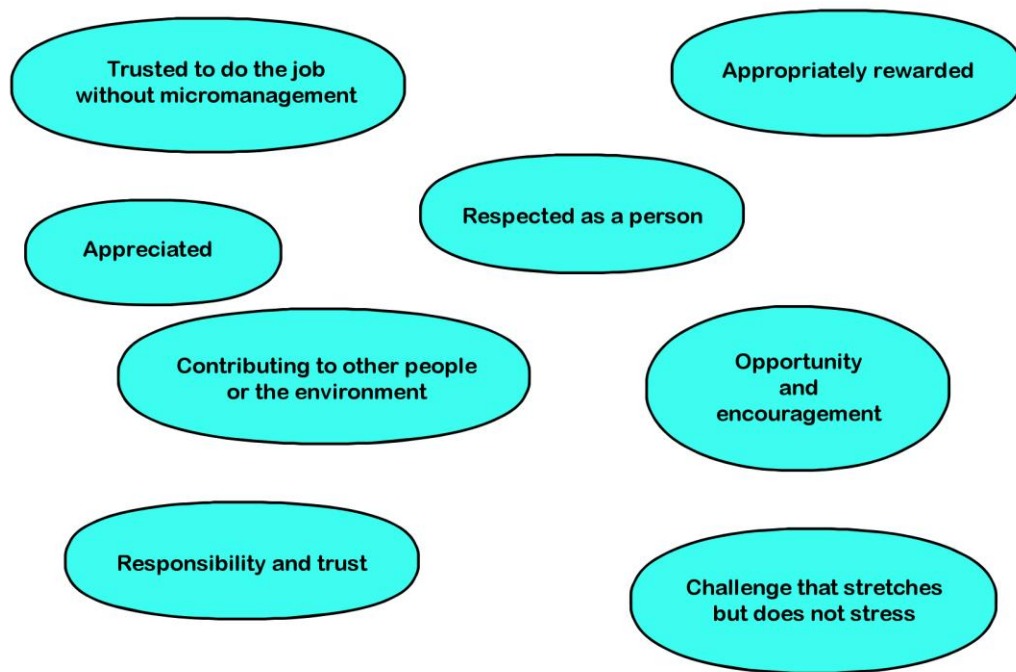 Trusted to do the job
without micromanagement
Appropriately rewarded
Respected as a person
Appreciated
Contributing to other people
or the environment
Opportunity
and
encouragement
Responsibility and trust
Challenge that stretches
but does not stress